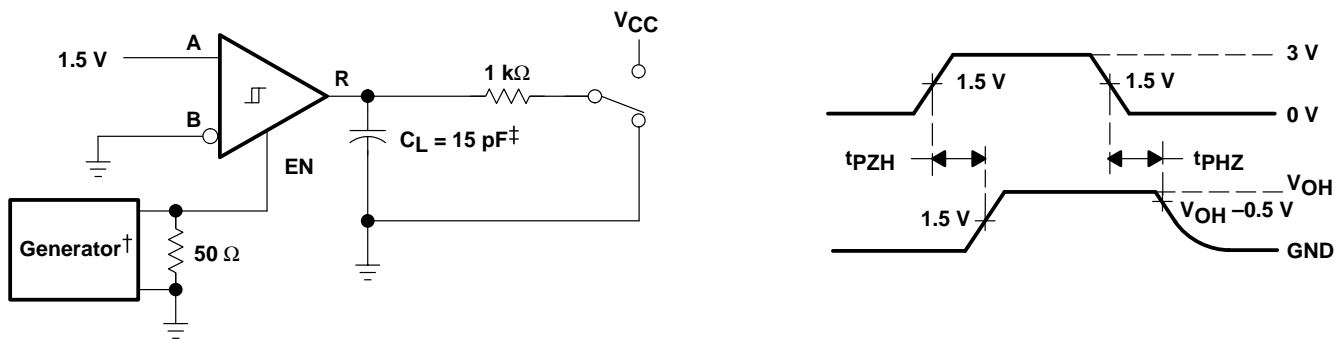 VCC
1.5 V
A
B
R
1 kΩ
CL = 15 pF‡
EN
Generator†
50 Ω
3 V
1.5 V
1.5 V
0 V
tPZH
tPHZ
VOH
VOH –0.5 V
1.5 V
GND